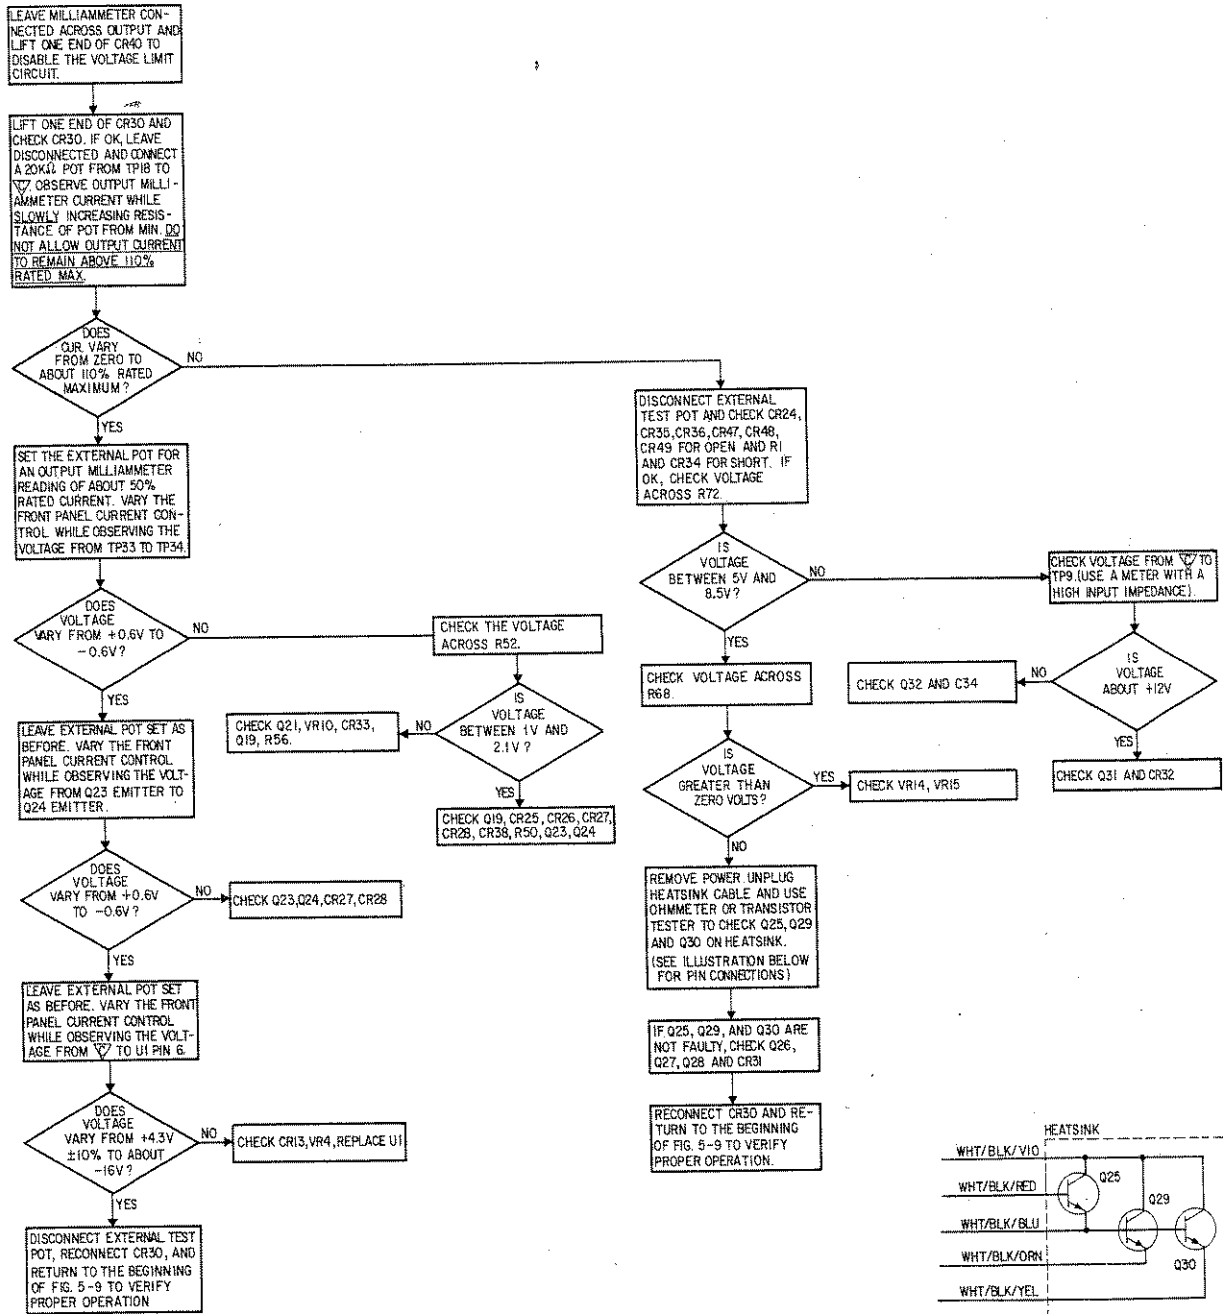 LEAVE MILLIAMMETER CON-
NECTED ACROSS OUTPUT AND
LIFT ONE END OF CR40 TO
DISABLE THE VOLTAGE LIMIT
CIRCUIT.
LIFT ONE END OF CR30 AND
CHECK CR30. IF OK, LEAVE
DISCONNECTED AND CONNECT
A 20KΩ POT FROM TP18 TO
C. OBSERVE OUTPUT MILLI-
AMMETER CURRENT WHILE
SLOWLY INCREASING RESIS-
TANCE OF POT FROM MIN. DO
NOT ALLOW OUTPUT CURRENT
TO REMAIN ABOVE 110%
RATED MAX.
DOES
CUR. VARY
FROM ZERO TO
ABOUT 110% RATED
MAXIMUM?
NO
YES
SET THE EXTERNAL POT FOR
AN OUTPUT MILLIAMMETER
READING OF ABOUT 50%
RATED CURRENT. VARY THE
FRONT PANEL CURRENT CON-
TROL WHILE OBSERVING THE
VOLTAGE FROM TP33 TO TP34.
DOES
VOLTAGE
VARY FROM +0.6V TO
-0.6V?
NO
YES
CHECK THE VOLTAGE
ACROSS R52.
IS
VOLTAGE
BETWEEN 1V AND
2.1V?
NO
CHECK Q21, VR10, CR33,
Q19, R56.
YES
CHECK Q19, CR25, CR26, CR27,
CR28, CR38, R50, Q23, Q24
LEAVE EXTERNAL POT SET AS
BEFORE. VARY THE FRONT
PANEL CURRENT CONTROL
WHILE OBSERVING THE VOLT-
AGE FROM Q23 EMITTER TO
Q24 EMITTER.
DOES
VOLTAGE
VARY FROM +0.6V
TO -0.6V?
NO
CHECK Q23,Q24,CR27,CR28
YES
LEAVE EXTERNAL POT SET
AS BEFORE. VARY THE FRONT
PANEL CURRENT CONTROL
WHILE OBSERVING THE VOLT-
AGE FROM C TO U1 PIN 6.
DOES
VOLTAGE
VARY FROM +4.3V
±10% TO ABOUT
-16V?
NO
CHECK CR13,VR4,REPLACE U1
YES
DISCONNECT EXTERNAL TEST
POT, RECONNECT CR30, AND
RETURN TO THE BEGINNING
OF FIG. 5-9 TO VERIFY
PROPER OPERATION
DISCONNECT EXTERNAL
TEST POT AND CHECK CR24,
CR35,CR36,CR47,CR48,
CR49 FOR OPEN AND R1
AND CR34 FOR SHORT. IF
OK, CHECK VOLTAGE
ACROSS R72.
IS
VOLTAGE
BETWEEN 5V AND
8.5V?
NO
YES
CHECK VOLTAGE FROM C TO
TP9.(USE A METER WITH A
HIGH INPUT IMPEDANCE).
IS
VOLTAGE
ABOUT +12V
NO
CHECK Q32 AND C34
YES
CHECK Q31 AND CR32
CHECK VOLTAGE ACROSS
R68.
IS
VOLTAGE
GREATER THAN
ZERO VOLTS?
YES
CHECK VR14, VR15
NO
REMOVE POWER. UNPLUG
HEATSINK CABLE AND USE
OHMMETER OR TRANSISTOR
TESTER TO CHECK Q25, Q29
AND Q30 ON HEATSINK.
(SEE ILLUSTRATION BELOW
FOR PIN CONNECTIONS)
IF Q25, Q29, AND Q30 ARE
NOT FAULTY, CHECK Q26,
Q27, Q28 AND CR31
RECONNECT CR30 AND RE-
TURN TO THE BEGINNING
OF FIG. 5-9 TO VERIFY
PROPER OPERATION.
HEATSINK
WHT/BLK/VIO
Q25
WHT/BLK/RED
Q29
WHT/BLK/BLU
WHT/BLK/ORN
Q30
WHT/BLK/YEL